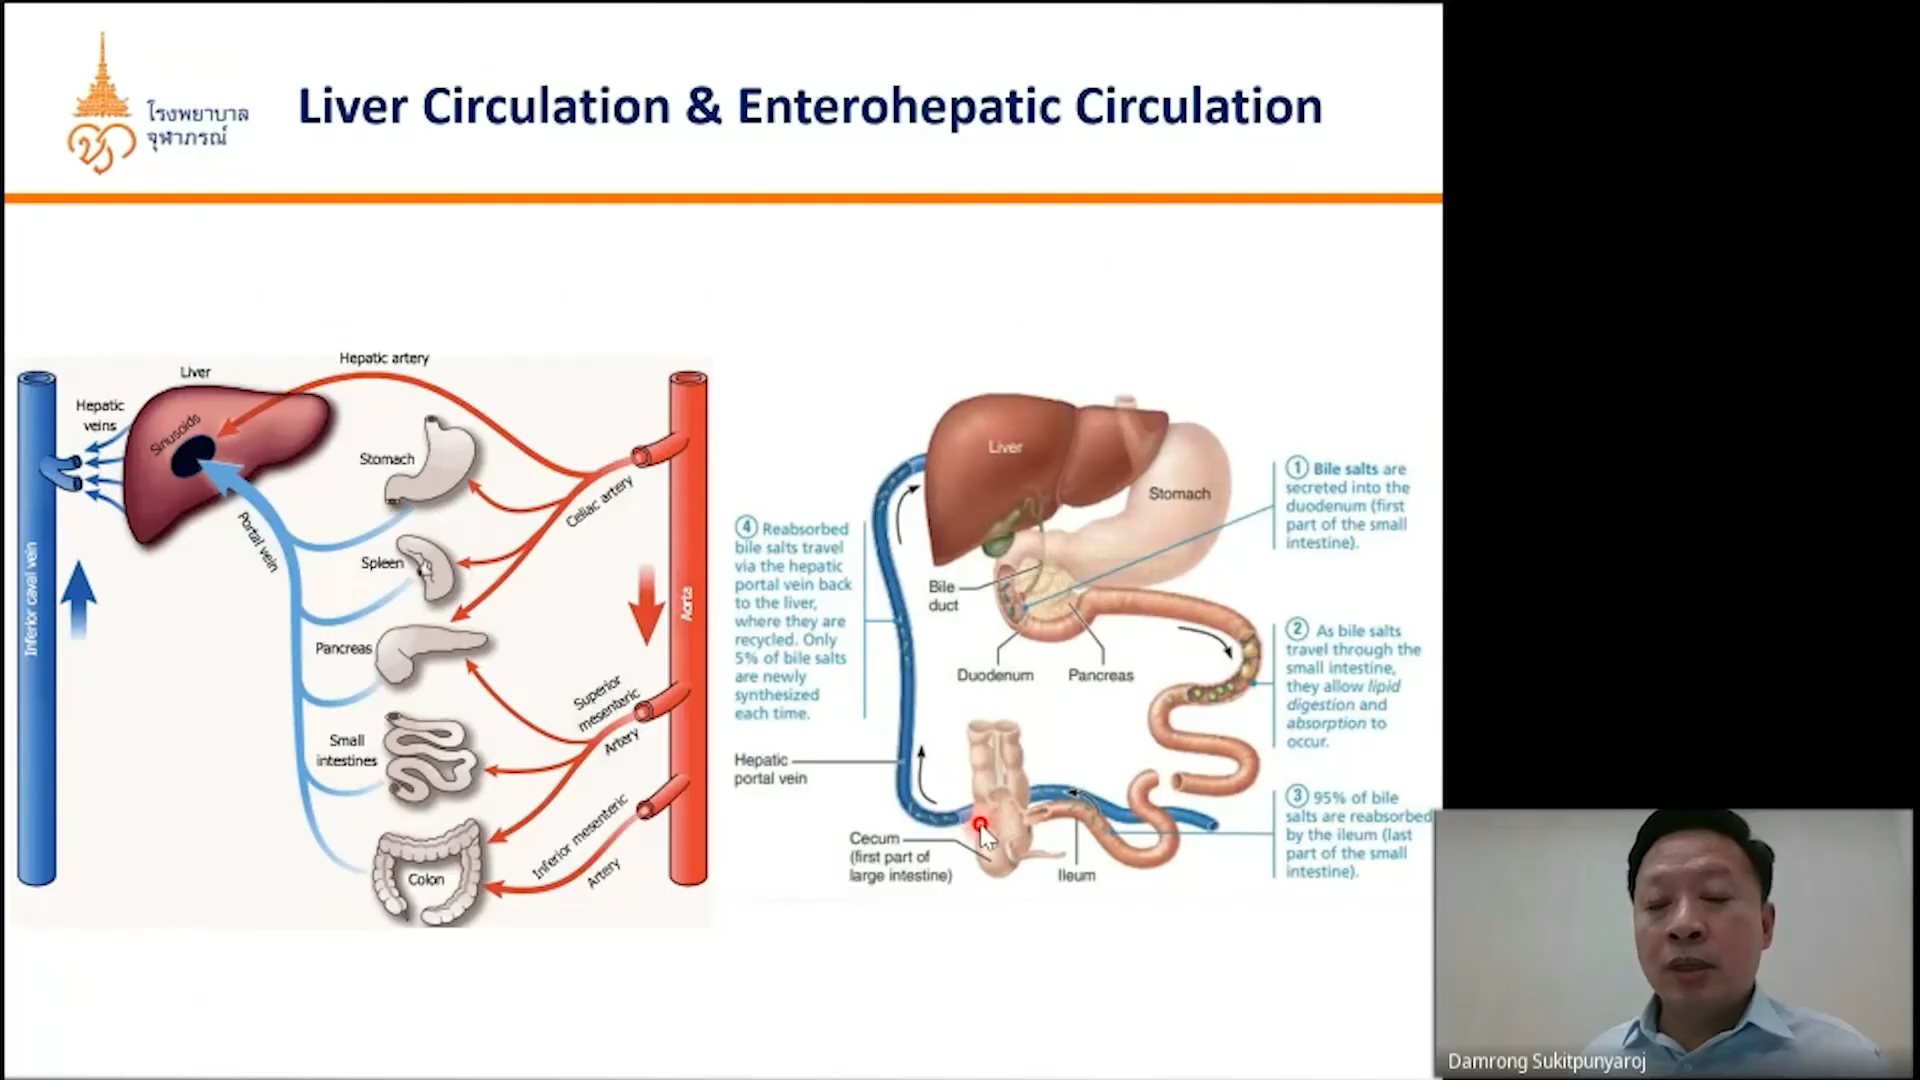 โรงพยาบาล
จุฬาภรณ์
Liver Circulation & Enterohepatic Circulation
Hepatic artery
Liver
Hepatic
veins
Sinusoids
Stomach
Celiac artery
Portal vein
Spleen
Inferior caval vein
Aorta
Pancreas
Superior
mesenteric
Artery
Small
intestines
Inferior mesenteric
Artery
Colon
Liver
Stomach
1 Bile salts are
secreted into the
duodenum (first
part of the small
intestine).
4 Reabsorbed
bile salts travel
via the hepatic
portal vein back
to the liver,
where they are
recycled. Only
5% of bile salts
are newly
synthesized
each time.
Bile
duct
Duodenum
Pancreas
2 As bile salts
travel through the
small intestine,
they allow lipid
digestion and
absorption to
occur.
Hepatic
portal vein
3 95% of bile
salts are reabsorbed
by the ileum (last
part of the small
intestine).
Cecum
(first part of
large intestine)
Ileum
Damrong Sukitpunyaroj